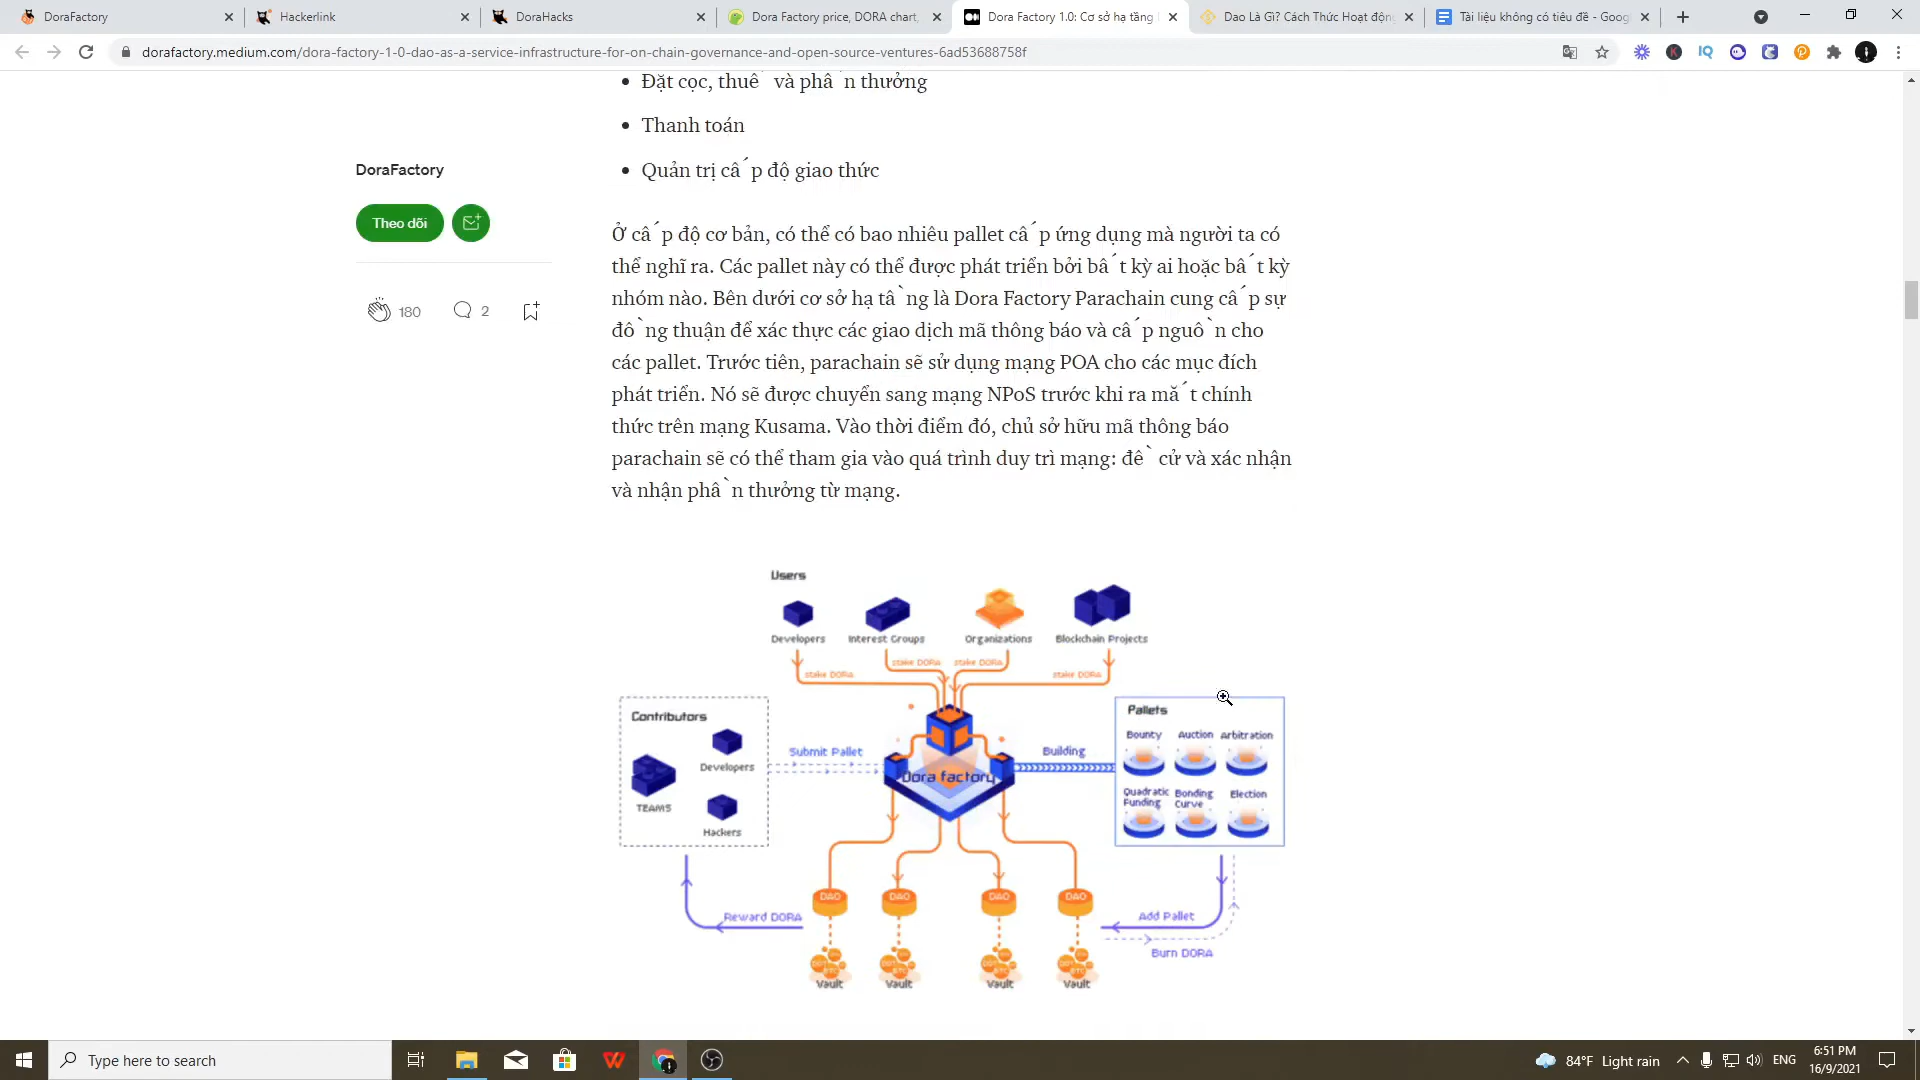 DoraFactory
Hackerlink
DoraHacks
Dora Factory price, DORA chart,
Dora Factory 1.0: Cơ sở hạ tầng
Dao Là Gì? Cách Thức Hoạt động
Tài liệu không có tiêu đề - Goog
dorafactory.medium.com/dora-factory-1-0-dao-as-a-service-infrastructure-for-on-chain-governance-and-open-source-ventures-6ad53688758f
Đặt cọc, thuế và phần thưởng
Thanh toán
Quản trị cấp độ giao thức
DoraFactory
Theo dõi
180
2
Ở cấp độ cơ bản, có thể có bao nhiêu pallet cấp ứng dụng mà người ta có
thể nghĩ ra. Các pallet này có thể được phát triển bởi bất kỳ ai hoặc bất kỳ
nhóm nào. Bên dưới cơ sở hạ tầng là Dora Factory Parachain cung cấp sự
đồng thuận để xác thực các giao dịch mã thông báo và cấp nguồn cho
các pallet. Trước tiên, parachain sẽ sử dụng mạng POA cho các mục đích
phát triển. Nó sẽ được chuyển sang mạng NPoS trước khi ra mắt chính
thức trên mạng Kusama. Vào thời điểm đó, chủ sở hữu mã thông báo
parachain sẽ có thể tham gia vào quá trình duy trì mạng: đề cử và xác nhận
và nhận phần thưởng từ mạng.
Users
Developers Interest Groups Organizations Blockchain Projects
stake DORA stake DORA stake DORA stake DORA
Contributors
Developers
TEAMS
Hackers
Submit Pallet
Dora factory
Building
Pallets
Bounty Auction Arbitration
Quadratic Funding Bonding Curve Election
DAO DAO DAO DAO
Reward DORA
Add Pallet
Burn DORA
Vault Vault Vault Vault
Type here to search
84°F Light rain
ENG
6:51 PM
16/9/2021